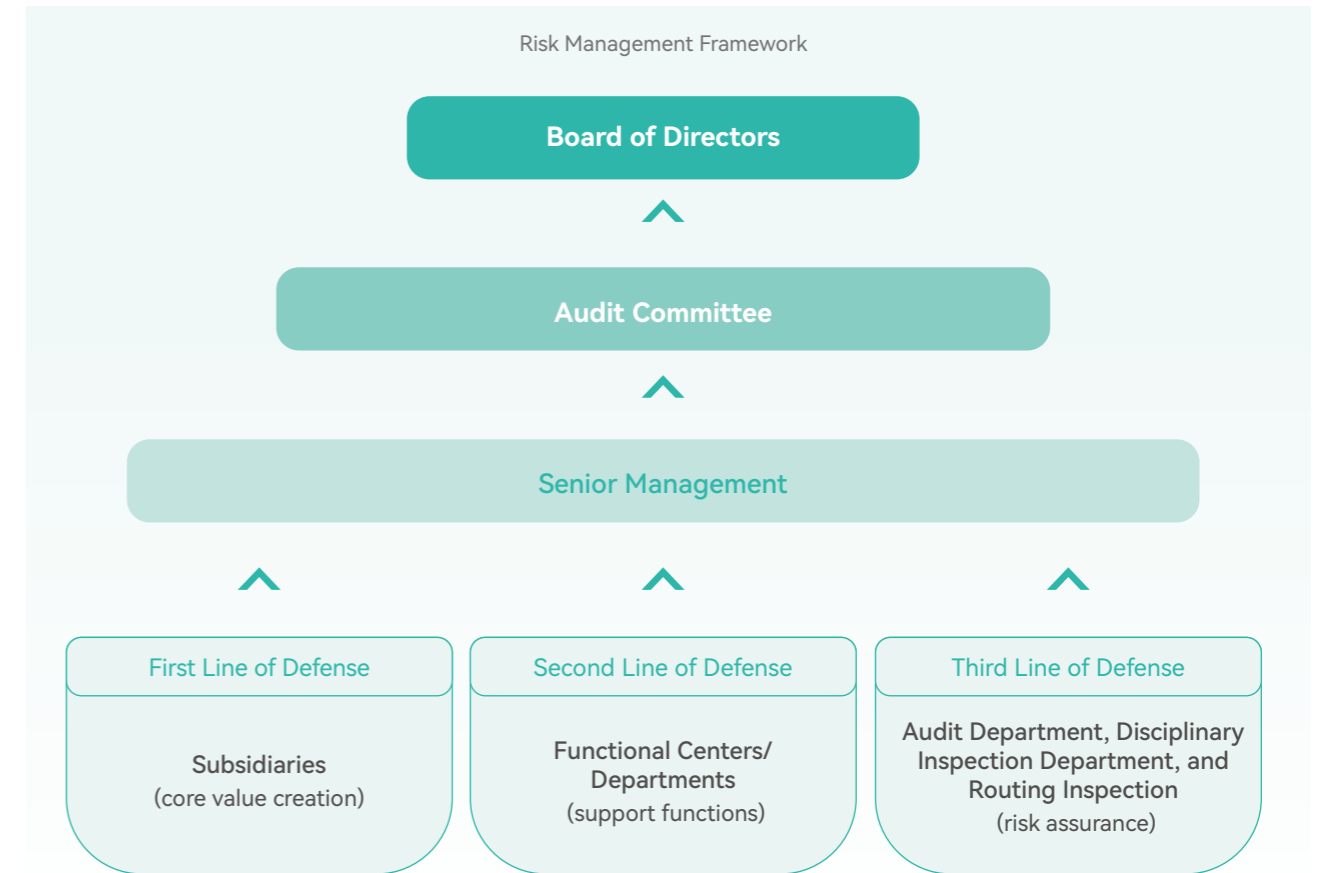 Risk Management Framework
Board of Directors
Audit Committee
Senior Management
First Line of Defense
Subsidiaries
(core value creation)
Second Line of Defense
Functional Centers/
Departments
(support functions)
Third Line of Defense
Audit Department, Disciplinary
Inspection Department, and
Routing Inspection
(risk assurance)